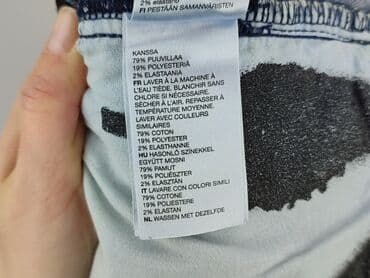 2% elastano
FI PESTÄÄN SAMANVÄRISTEN
KANSSA
79% PUUVILLAA
19% POLYESTERIÄ
2% ELASTAANIA
FR LAVER À LA MACHINE À
L'EAU TIÈDE. BLANCHIR SANS
CHLORE SI NÉCESSAIRE.
SÉCHER À L'AIR. REPASSER À
TEMPÉRATURE MOYENNE.
LAVER AVEC COULEURS
SIMILAIRES
79% COTON
19% POLYESTER
2% ELASTHANNE
HU HASONLÓ SZÍNEKKEL
EGYÜTT MOSNI
79% PAMUT
19% POLIÉSZTER
2% ELASZTÁN
IT LAVARE CON COLORI SIMILI
79% COTONE
19% POLIESTERE
2% ELASTAN
NL WASSEN MET DEZELFDE